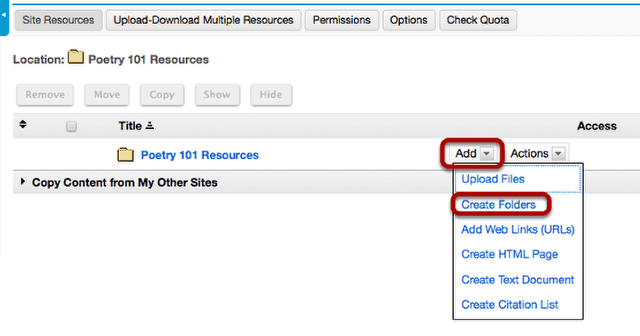 Site Resources Upload-Download Multiple Resources Permissions Options Check Quota
Location: Poetry 101 Resources
Remove Move Copy Show Hide
Title Access
Poetry 101 Resources Add Actions
Copy Content from My Other Sites
Upload Files
Create Folders
Add Web Links (URLs)
Create HTML Page
Create Text Document
Create Citation List